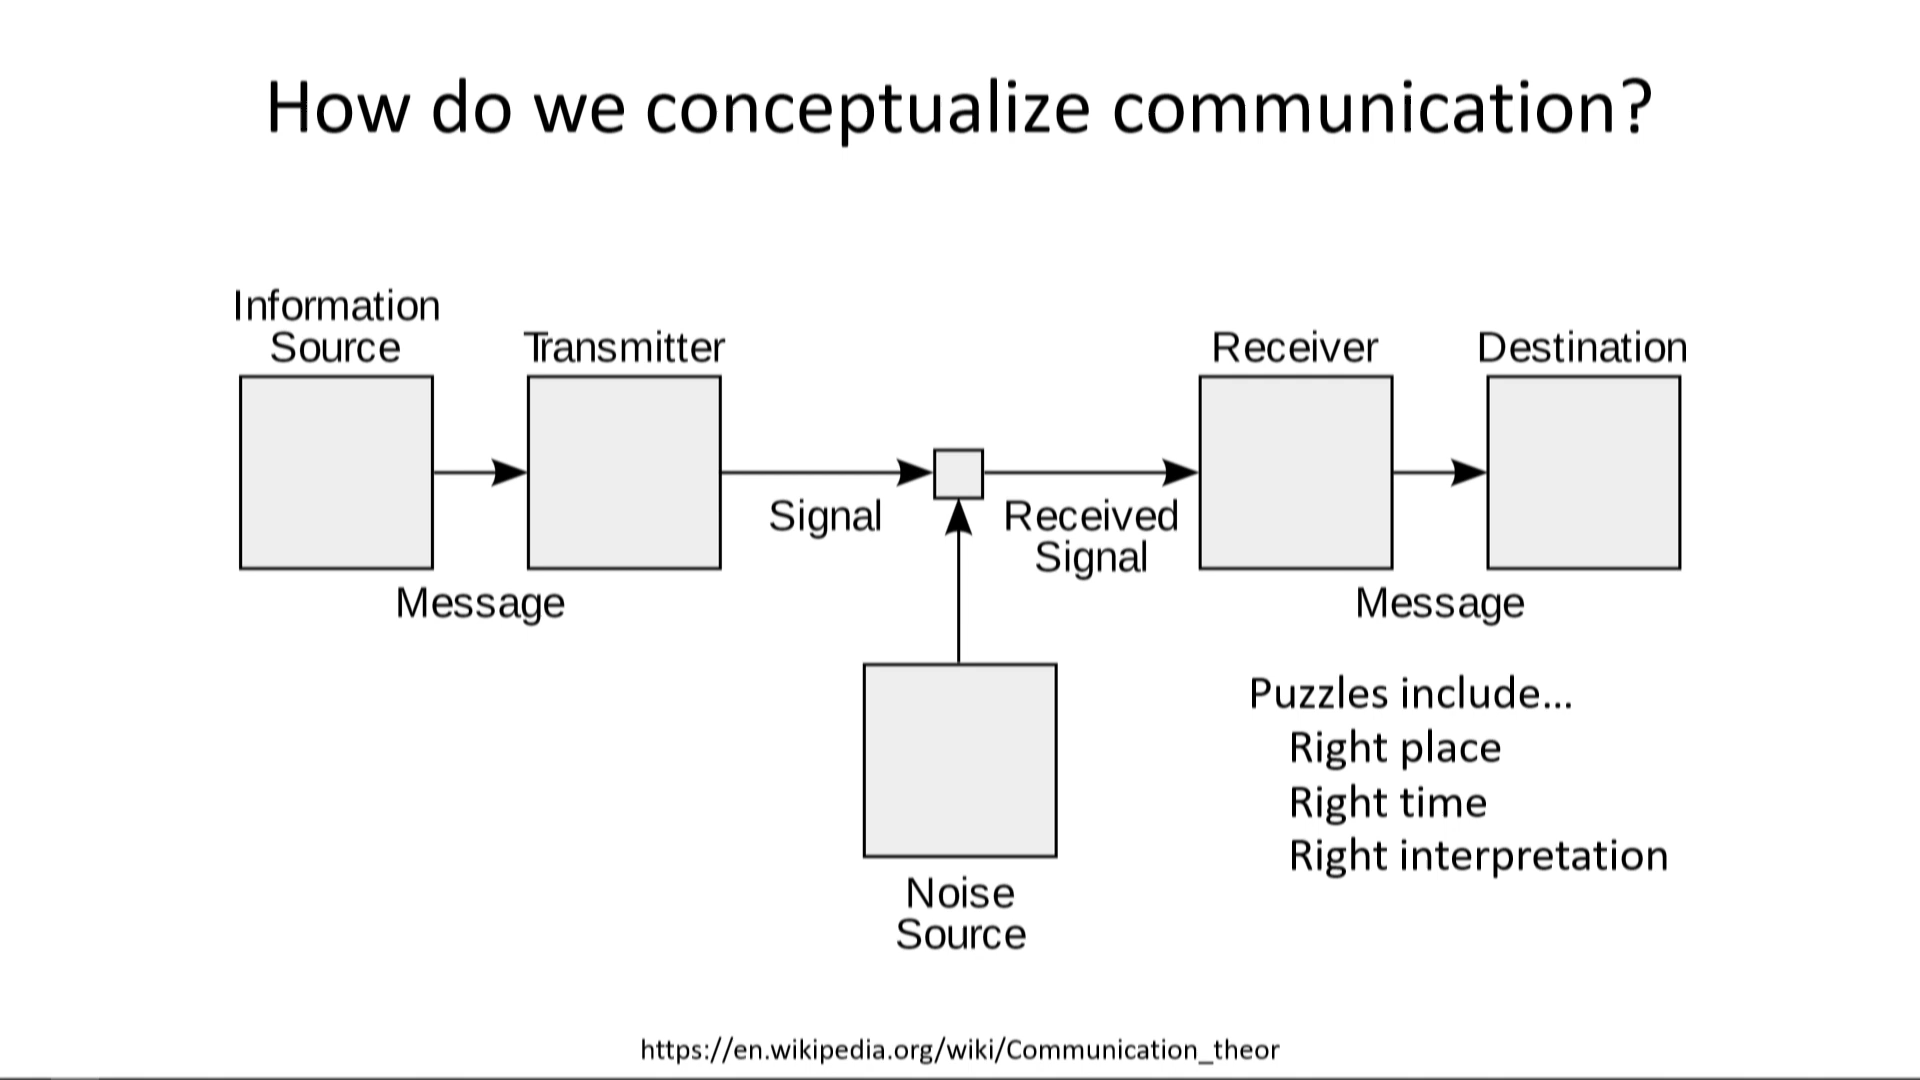 How do we conceptualize communication?
Information
Source
Transmitter
Receiver
Destination
Signal
Received
Signal
Message
Message
Noise
Source
Puzzles include...
Right place
Right time
Right interpretation
https://en.wikipedia.org/wiki/Communication_theor